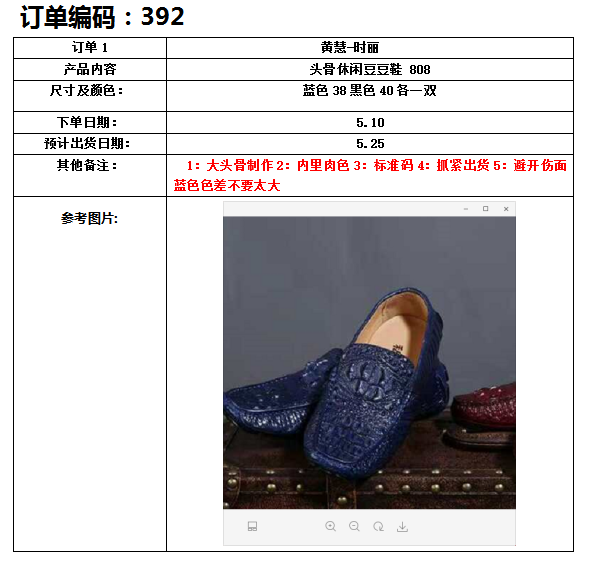 订单编码：392
订单 1
黄慧-时丽
产品内容
头骨休闲豆豆鞋 808
尺寸及颜色：
蓝色 38 黑色 40 各一双
下单日期：
5.10
预计出货日期：
5.25
其他备注：
1：大头骨制作 2：内里肉色 3：标准码 4：抓紧出货 5：避开伤面
蓝色色差不要太大
参考图片: